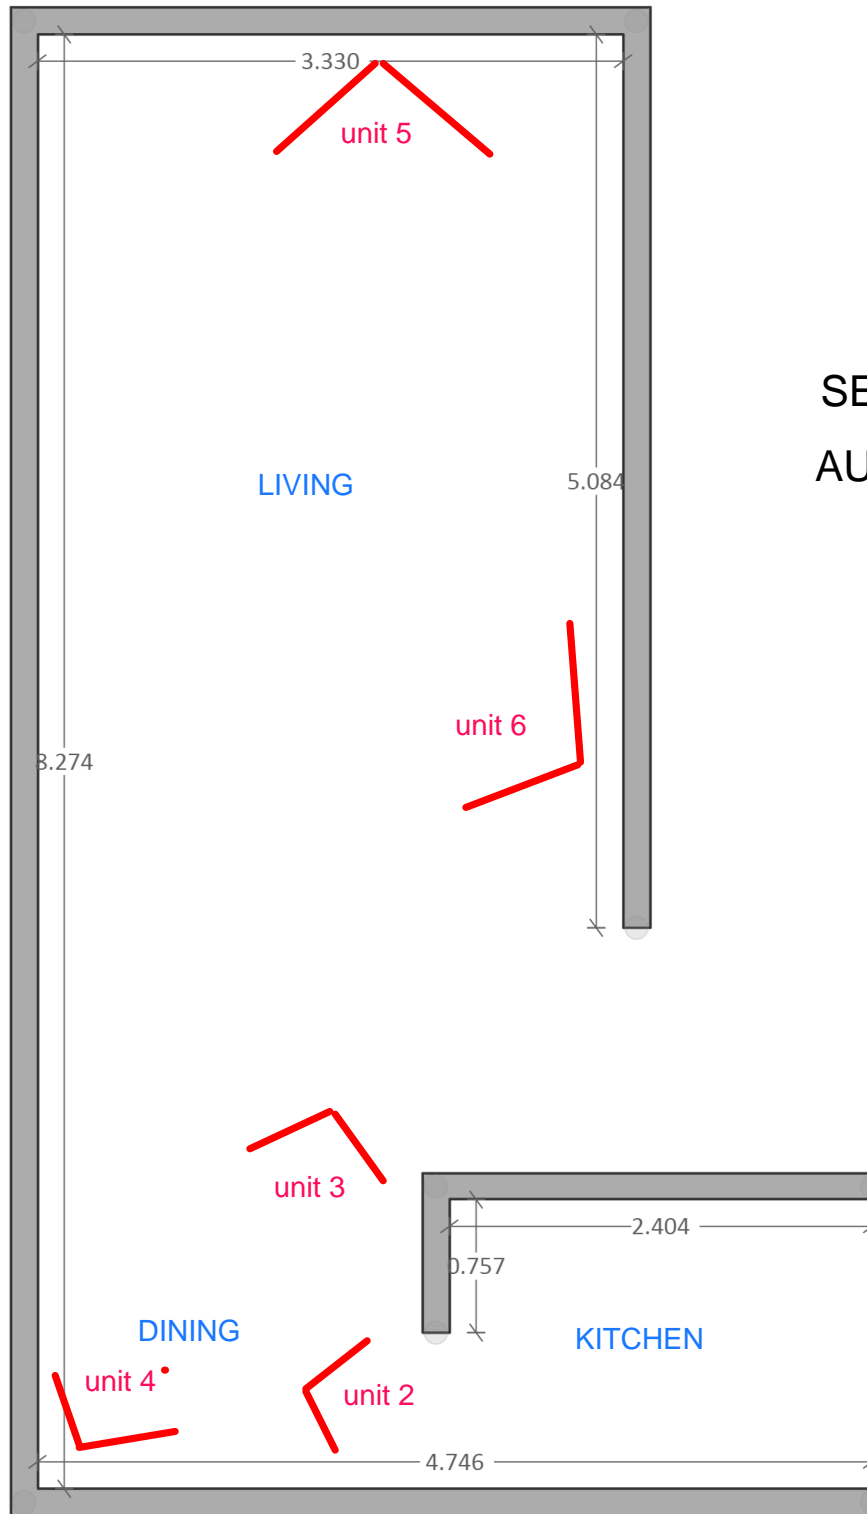 3.330
unit 5
SE
AU
LIVING
5.084
unit 6
8.274
unit 3
2.404
0.757
DINING
KITCHEN
unit 4
unit 2
4.746